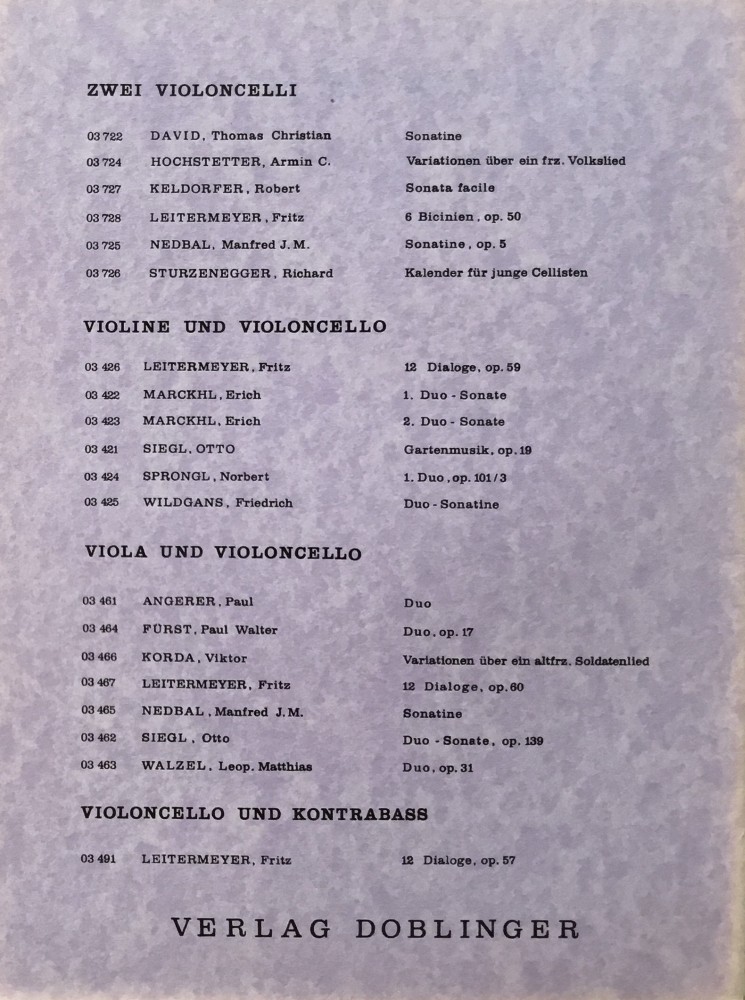 ZWEI VIOLONCELLI
03 722 DAVID, Thomas Christian Sonatine
03 724 HOCHSTETTER, Armin C. Variationen über ein frz. Volkslied
03 727 KELDORFER, Robert Sonata facile
03 728 LEITERMEYER, Fritz 6 Bicinien, op. 50
03 725 NEDBAL, Manfred J. M. Sonatine, op. 5
03 726 STURZENEGGER, Richard Kalender für junge Cellisten
VIOLINE UND VIOLONCELLO
03 426 LEITERMEYER, Fritz 12 Dialoge, op. 59
03 422 MARCKHL, Erich 1. Duo - Sonate
03 423 MARCKHL, Erich 2. Duo - Sonate
03 421 SIEGL, OTTO Gartenmusik, op. 19
03 424 SPRONGL, Norbert 1. Duo, op. 101/3
03 425 WILDGANS, Friedrich Duo - Sonatine
VIOLA UND VIOLONCELLO
03 461 ANGERER, Paul Duo
03 464 FÜRST, Paul Walter Duo, op. 17
03 466 KORDA, Viktor Variationen über ein altfrz. Soldatenlied
03 467 LEITERMEYER, Fritz 12 Dialoge, op. 60
03 465 NEDBAL, Manfred J. M. Sonatine
03 462 SIEGL, Otto Duo - Sonate, op. 139
03 463 WALZEL, Leop. Matthias Duo, op. 31
VIOLONCELLO UND KONTRABASS
03 491 LEITERMEYER, Fritz 12 Dialoge, op. 57
VERLAG DOBLINGER